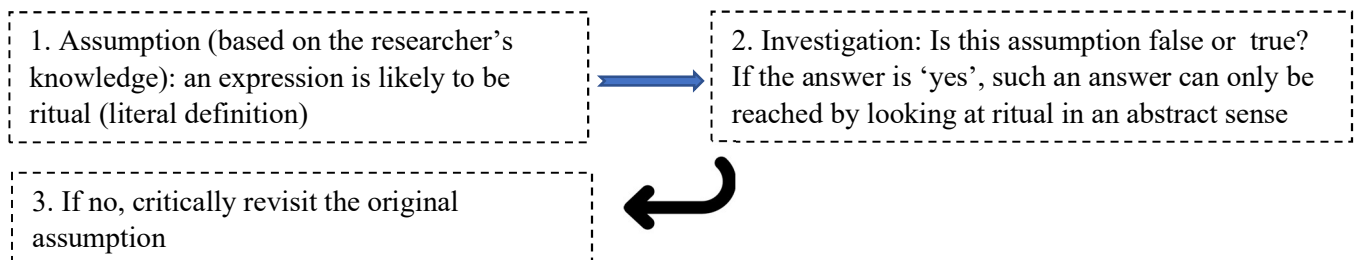 1. Assumption (based on the researcher’s
knowledge): an expression is likely to be
ritual (literal definition)
2. Investigation: Is this assumption false or true?
If the answer is ‘yes’, such an answer can only be
reached by looking at ritual in an abstract sense
3. If no, critically revisit the original
assumption